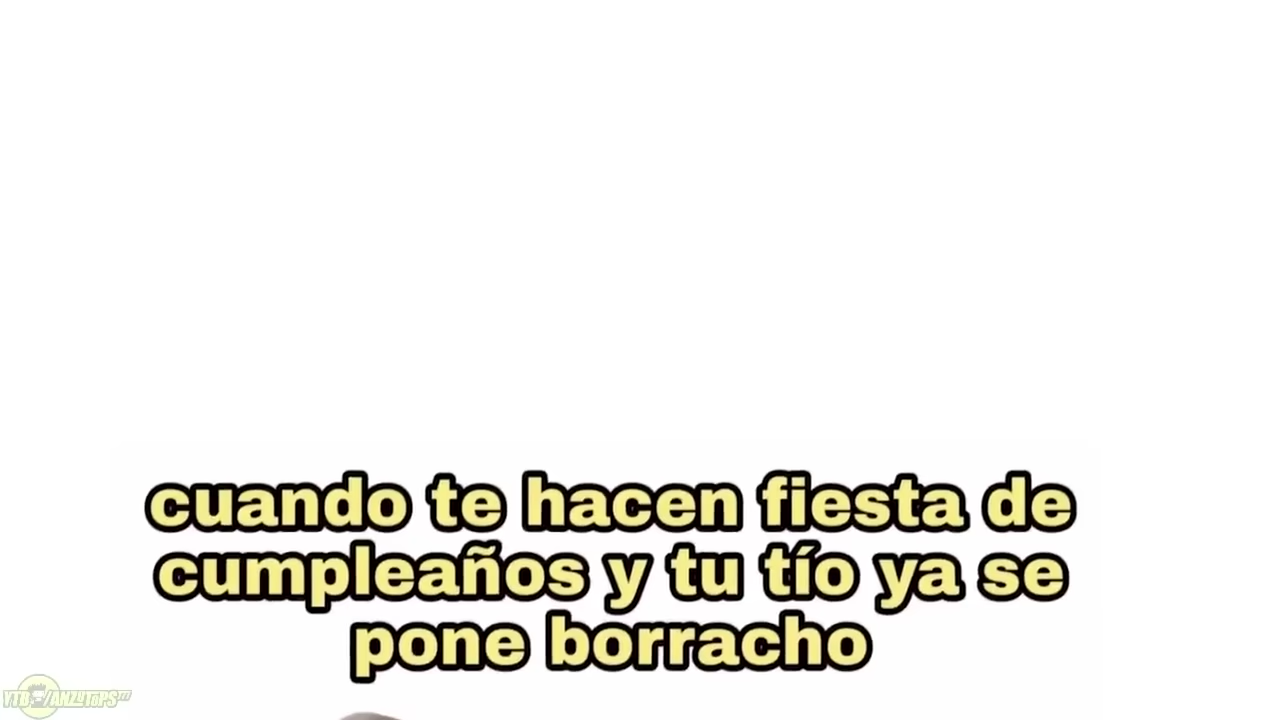 cuando te hacen fiesta de
cumpleaños y tu tío ya se
pone borracho